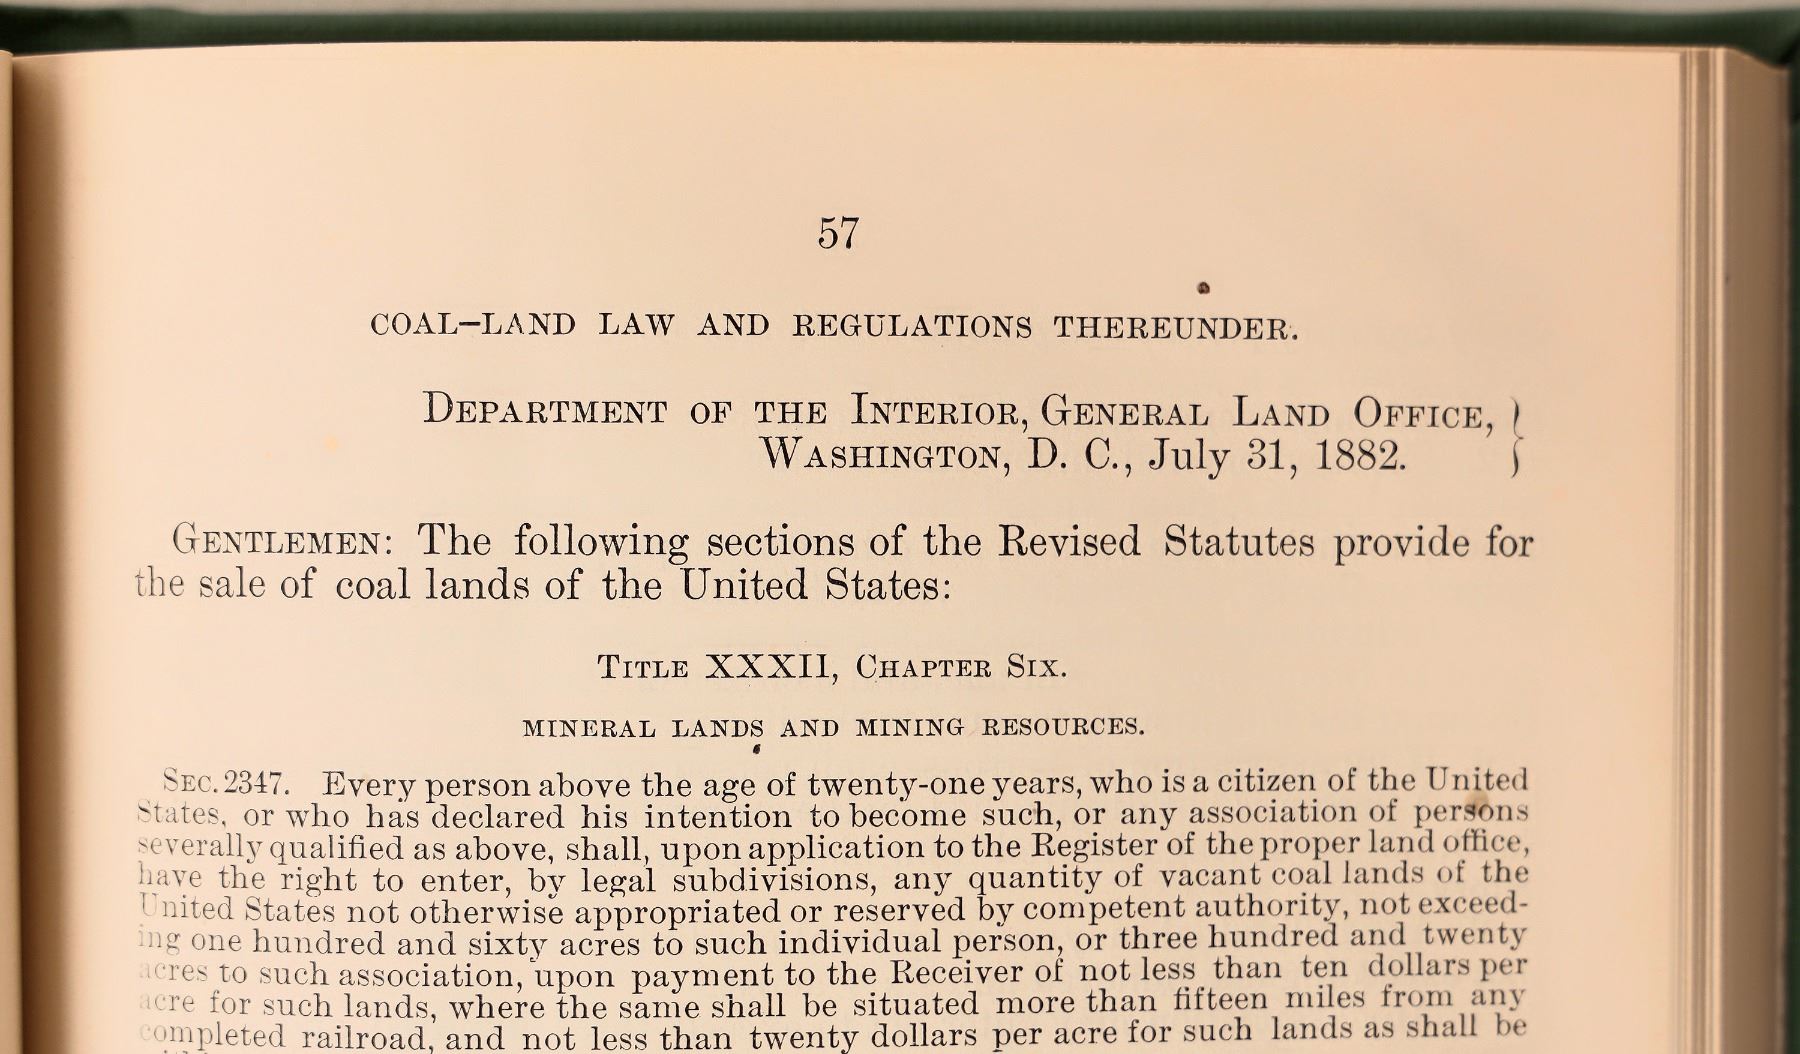 57
COAL–LAND LAW AND REGULATIONS THEREUNDER.
DEPARTMENT OF THE INTERIOR, GENERAL LAND OFFICE,
WASHINGTON, D. C., July 31, 1882.
GENTLEMEN: The following sections of the Revised Statutes provide for
the sale of coal lands of the United States:
TITLE XXXII, CHAPTER SIX.
MINERAL LANDS AND MINING RESOURCES.
SEC. 2347. Every person above the age of twenty-one years, who is a citizen of the United
States, or who has declared his intention to become such, or any association of persons
severally qualified as above, shall, upon application to the Register of the proper land office,
have the right to enter, by legal subdivisions, any quantity of vacant coal lands of the
United States not otherwise appropriated or reserved by competent authority, not exceed-
ing one hundred and sixty acres to such individual person, or three hundred and twenty
acres to such association, upon payment to the Receiver of not less than ten dollars per
acre for such lands, where the same shall be situated more than fifteen miles from any
completed railroad, and not less than twenty dollars per acre for such lands as shall be